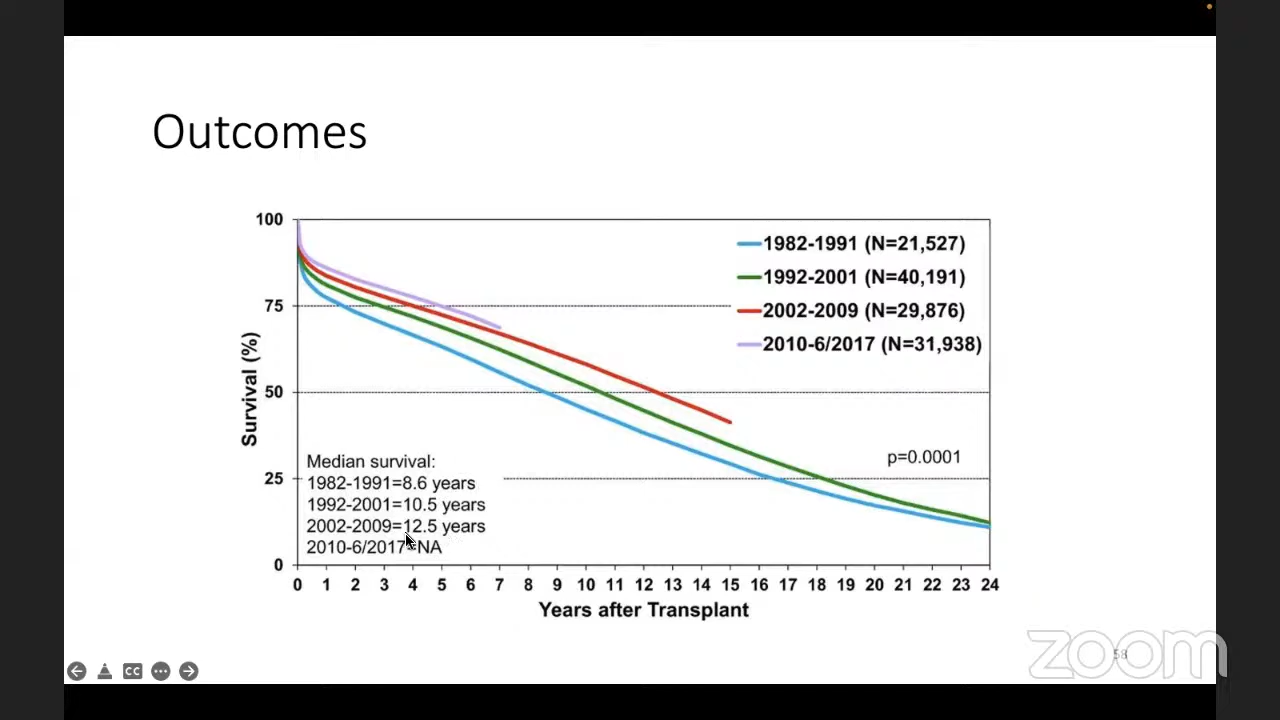 Outcomes
100
75
50
25
0
Survival (%)
1982-1991 (N=21,527)
1992-2001 (N=40,191)
2002-2009 (N=29,876)
2010-6/2017 (N=31,938)
p=0.0001
Median survival:
1982-1991=8.6 years
1992-2001=10.5 years
2002-2009=12.5 years
2010-6/2017=NA
0 1 2 3 4 5 6 7 8 9 10 11 12 13 14 15 16 17 18 19 20 21 22 23 24
Years after Transplant
58
zoom
CC